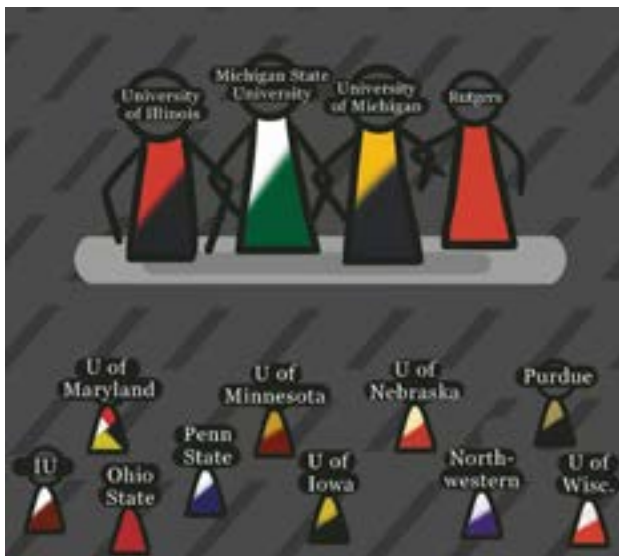 University
of Illinois
Michigan State
University
University
of Michigan
Rutgers
U of
Maryland
U of
Minnesota
U of
Nebraska
Purdue
IU
Ohio
State
Penn
State
U of
Iowa
North-
western
U of
Wisc.